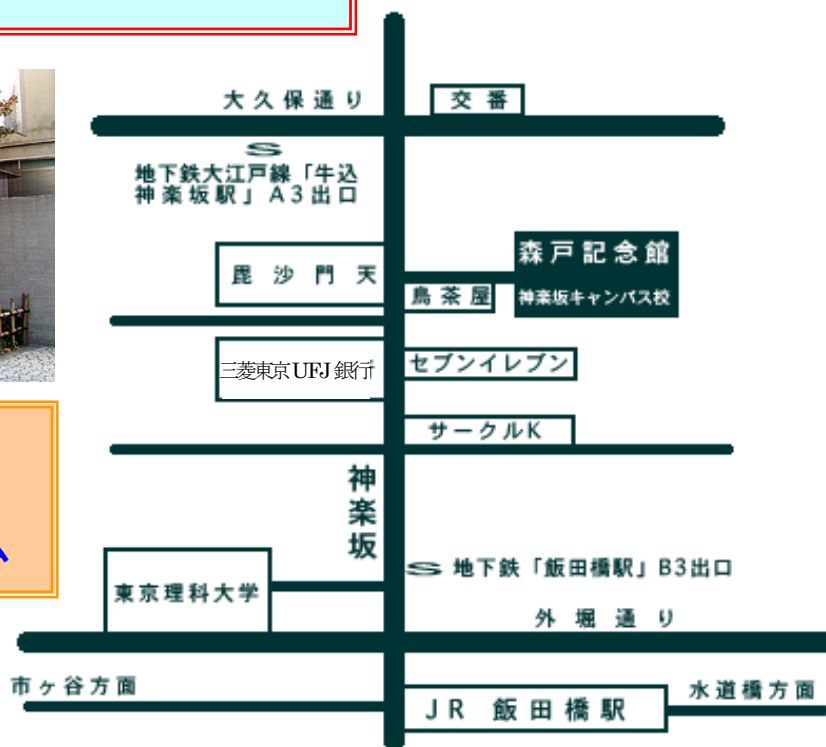 大久保通り
交番
地下鉄大江戸線「牛込
神楽坂駅」A3出口
森戸記念館
神楽坂キャンパス校
毘沙門天
鳥茶屋
三菱東京UFJ銀行
セブンイレブン
サークルK
神楽坂
地下鉄「飯田橋駅」B3出口
東京理科大学
外堀通り
市ヶ谷方面
JR 飯田橋駅
水道橋方面